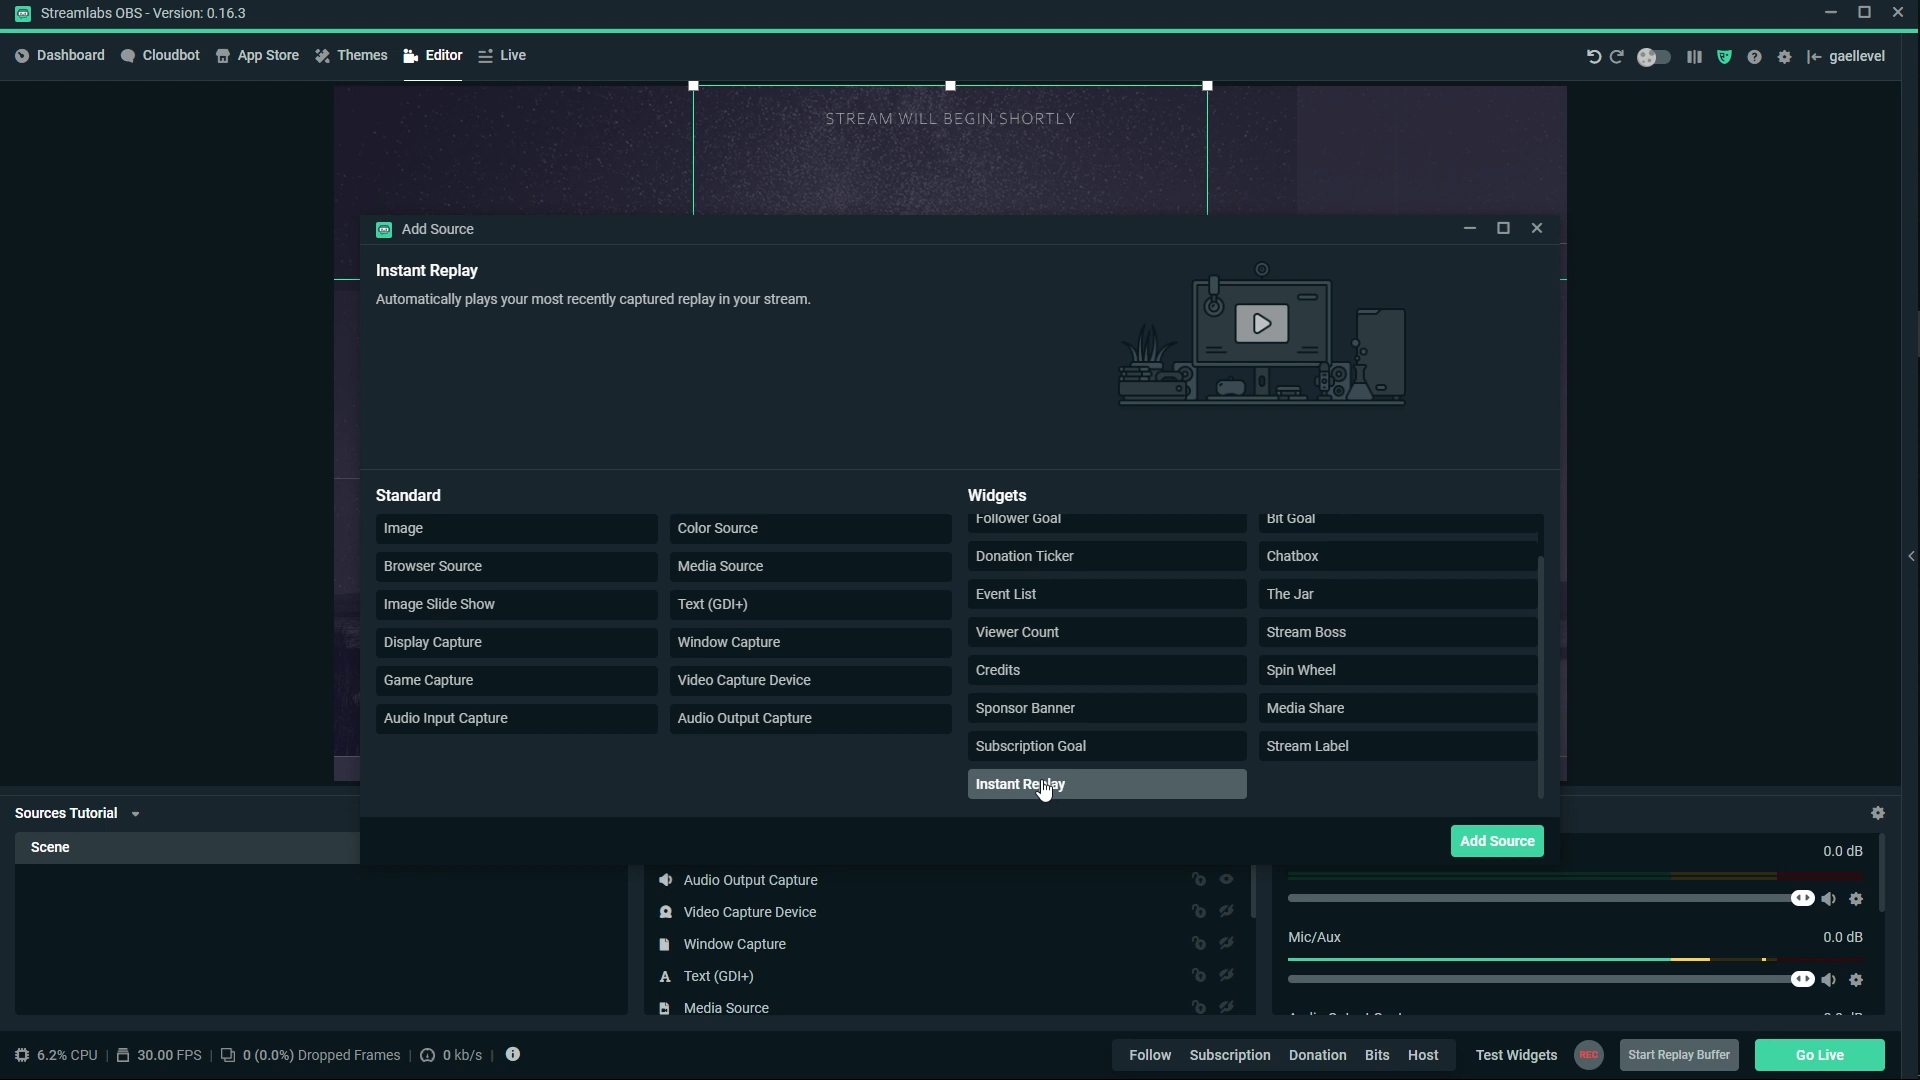 Streamlabs OBS - Version: 0.16.3
Dashboard Cloudbot App Store Themes Editor Live gaellevel
STREAM WILL BEGIN SHORTLY
Add Source
Instant Replay
Automatically plays your most recently captured replay in your stream.
Standard
Image Color Source
Browser Source Media Source
Image Slide Show Text (GDI+)
Display Capture Window Capture
Game Capture Video Capture Device
Audio Input Capture Audio Output Capture
Widgets
Follower Goal Bit Goal
Donation Ticker Chatbox
Event List The Jar
Viewer Count Stream Boss
Credits Spin Wheel
Sponsor Banner Media Share
Subscription Goal Stream Label
Instant Replay
Add Source
Sources Tutorial
Scene
Audio Output Capture
Video Capture Device
Window Capture
Text (GDI+)
Media Source
0.0 dB
Mic/Aux 0.0 dB
6.2% CPU 30.00 FPS 0 (0.0%) Dropped Frames 0 kb/s
Follow Subscription Donation Bits Host Test Widgets REC Start Replay Buffer Go Live